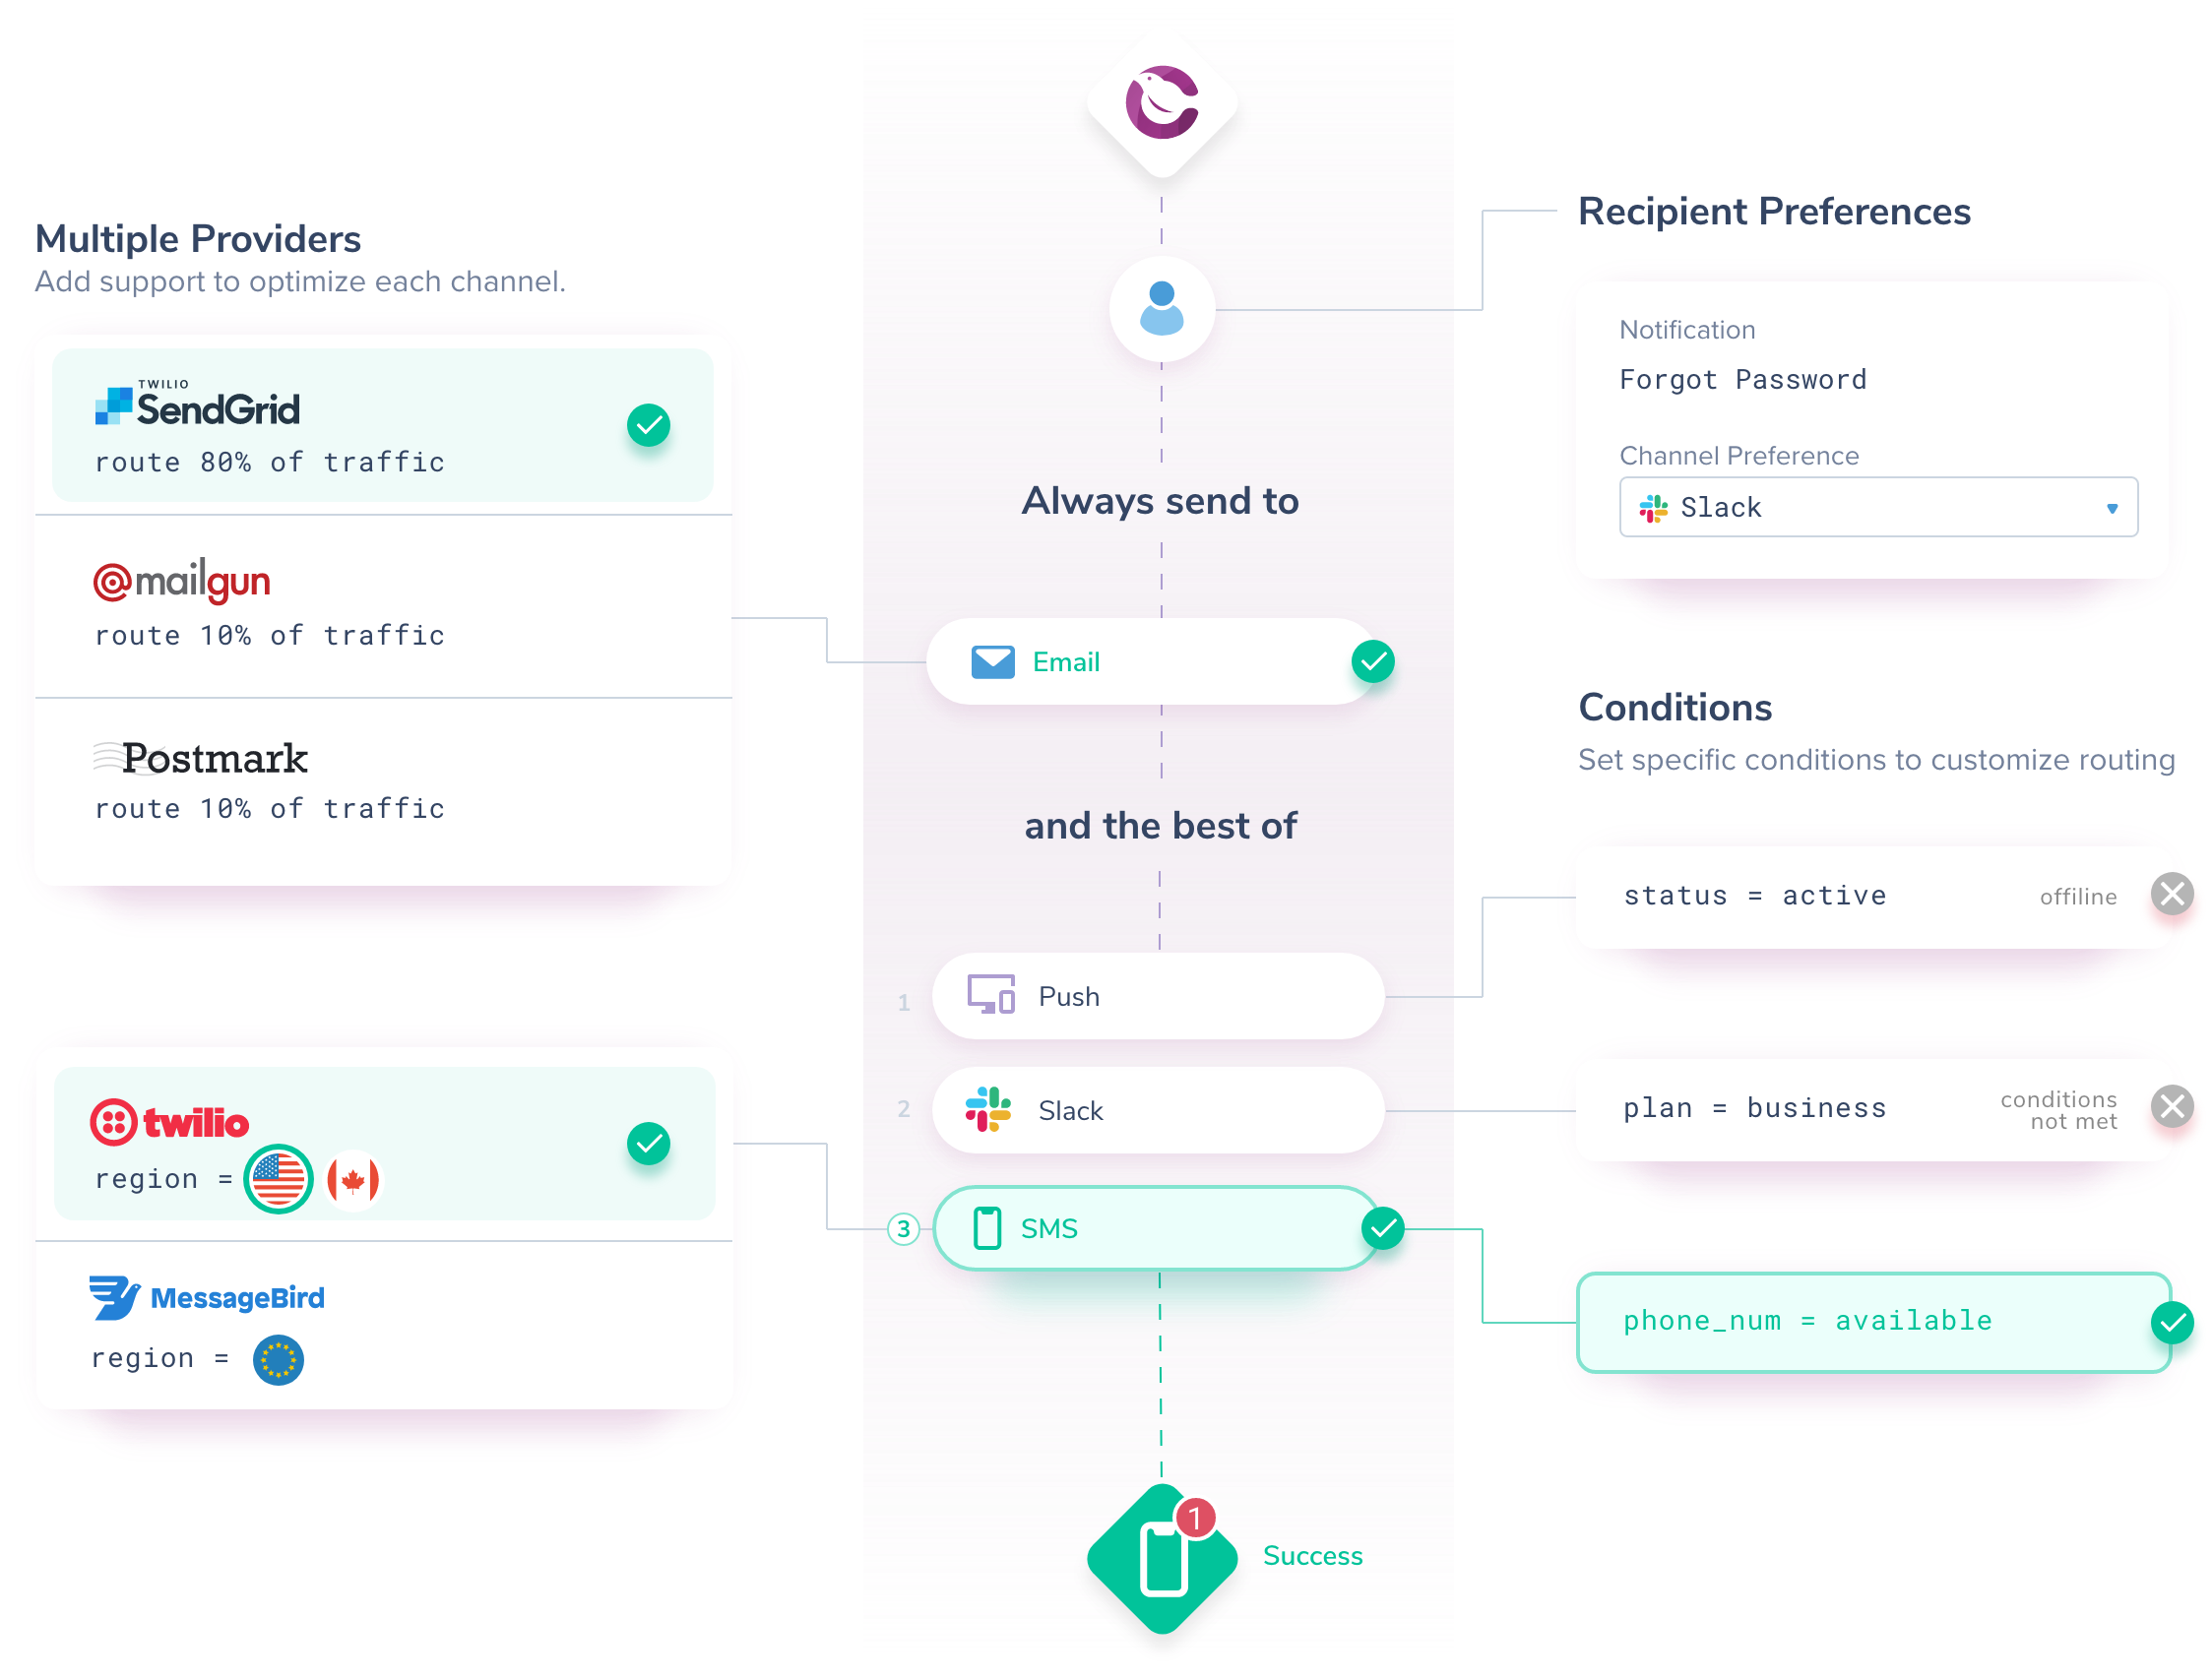 Multiple Providers
Add support to optimize each channel.
TWILIO
SendGrid
route 80% of traffic
mailgun
route 10% of traffic
Postmark
route 10% of traffic
twilio
region =
MessageBird
region =
Always send to
Email
and the best of
1
Push
2
Slack
3
SMS
1
Success
Recipient Preferences
Notification
Forgot Password
Channel Preference
Slack
Conditions
Set specific conditions to customize routing
status = active
offiline
plan = business
conditions
not met
phone_num = available